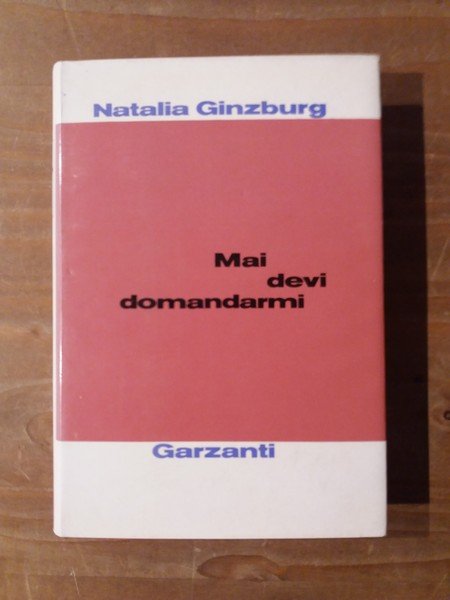 Natalia Ginzburg
Mai
devi
domandarmi
Garzanti